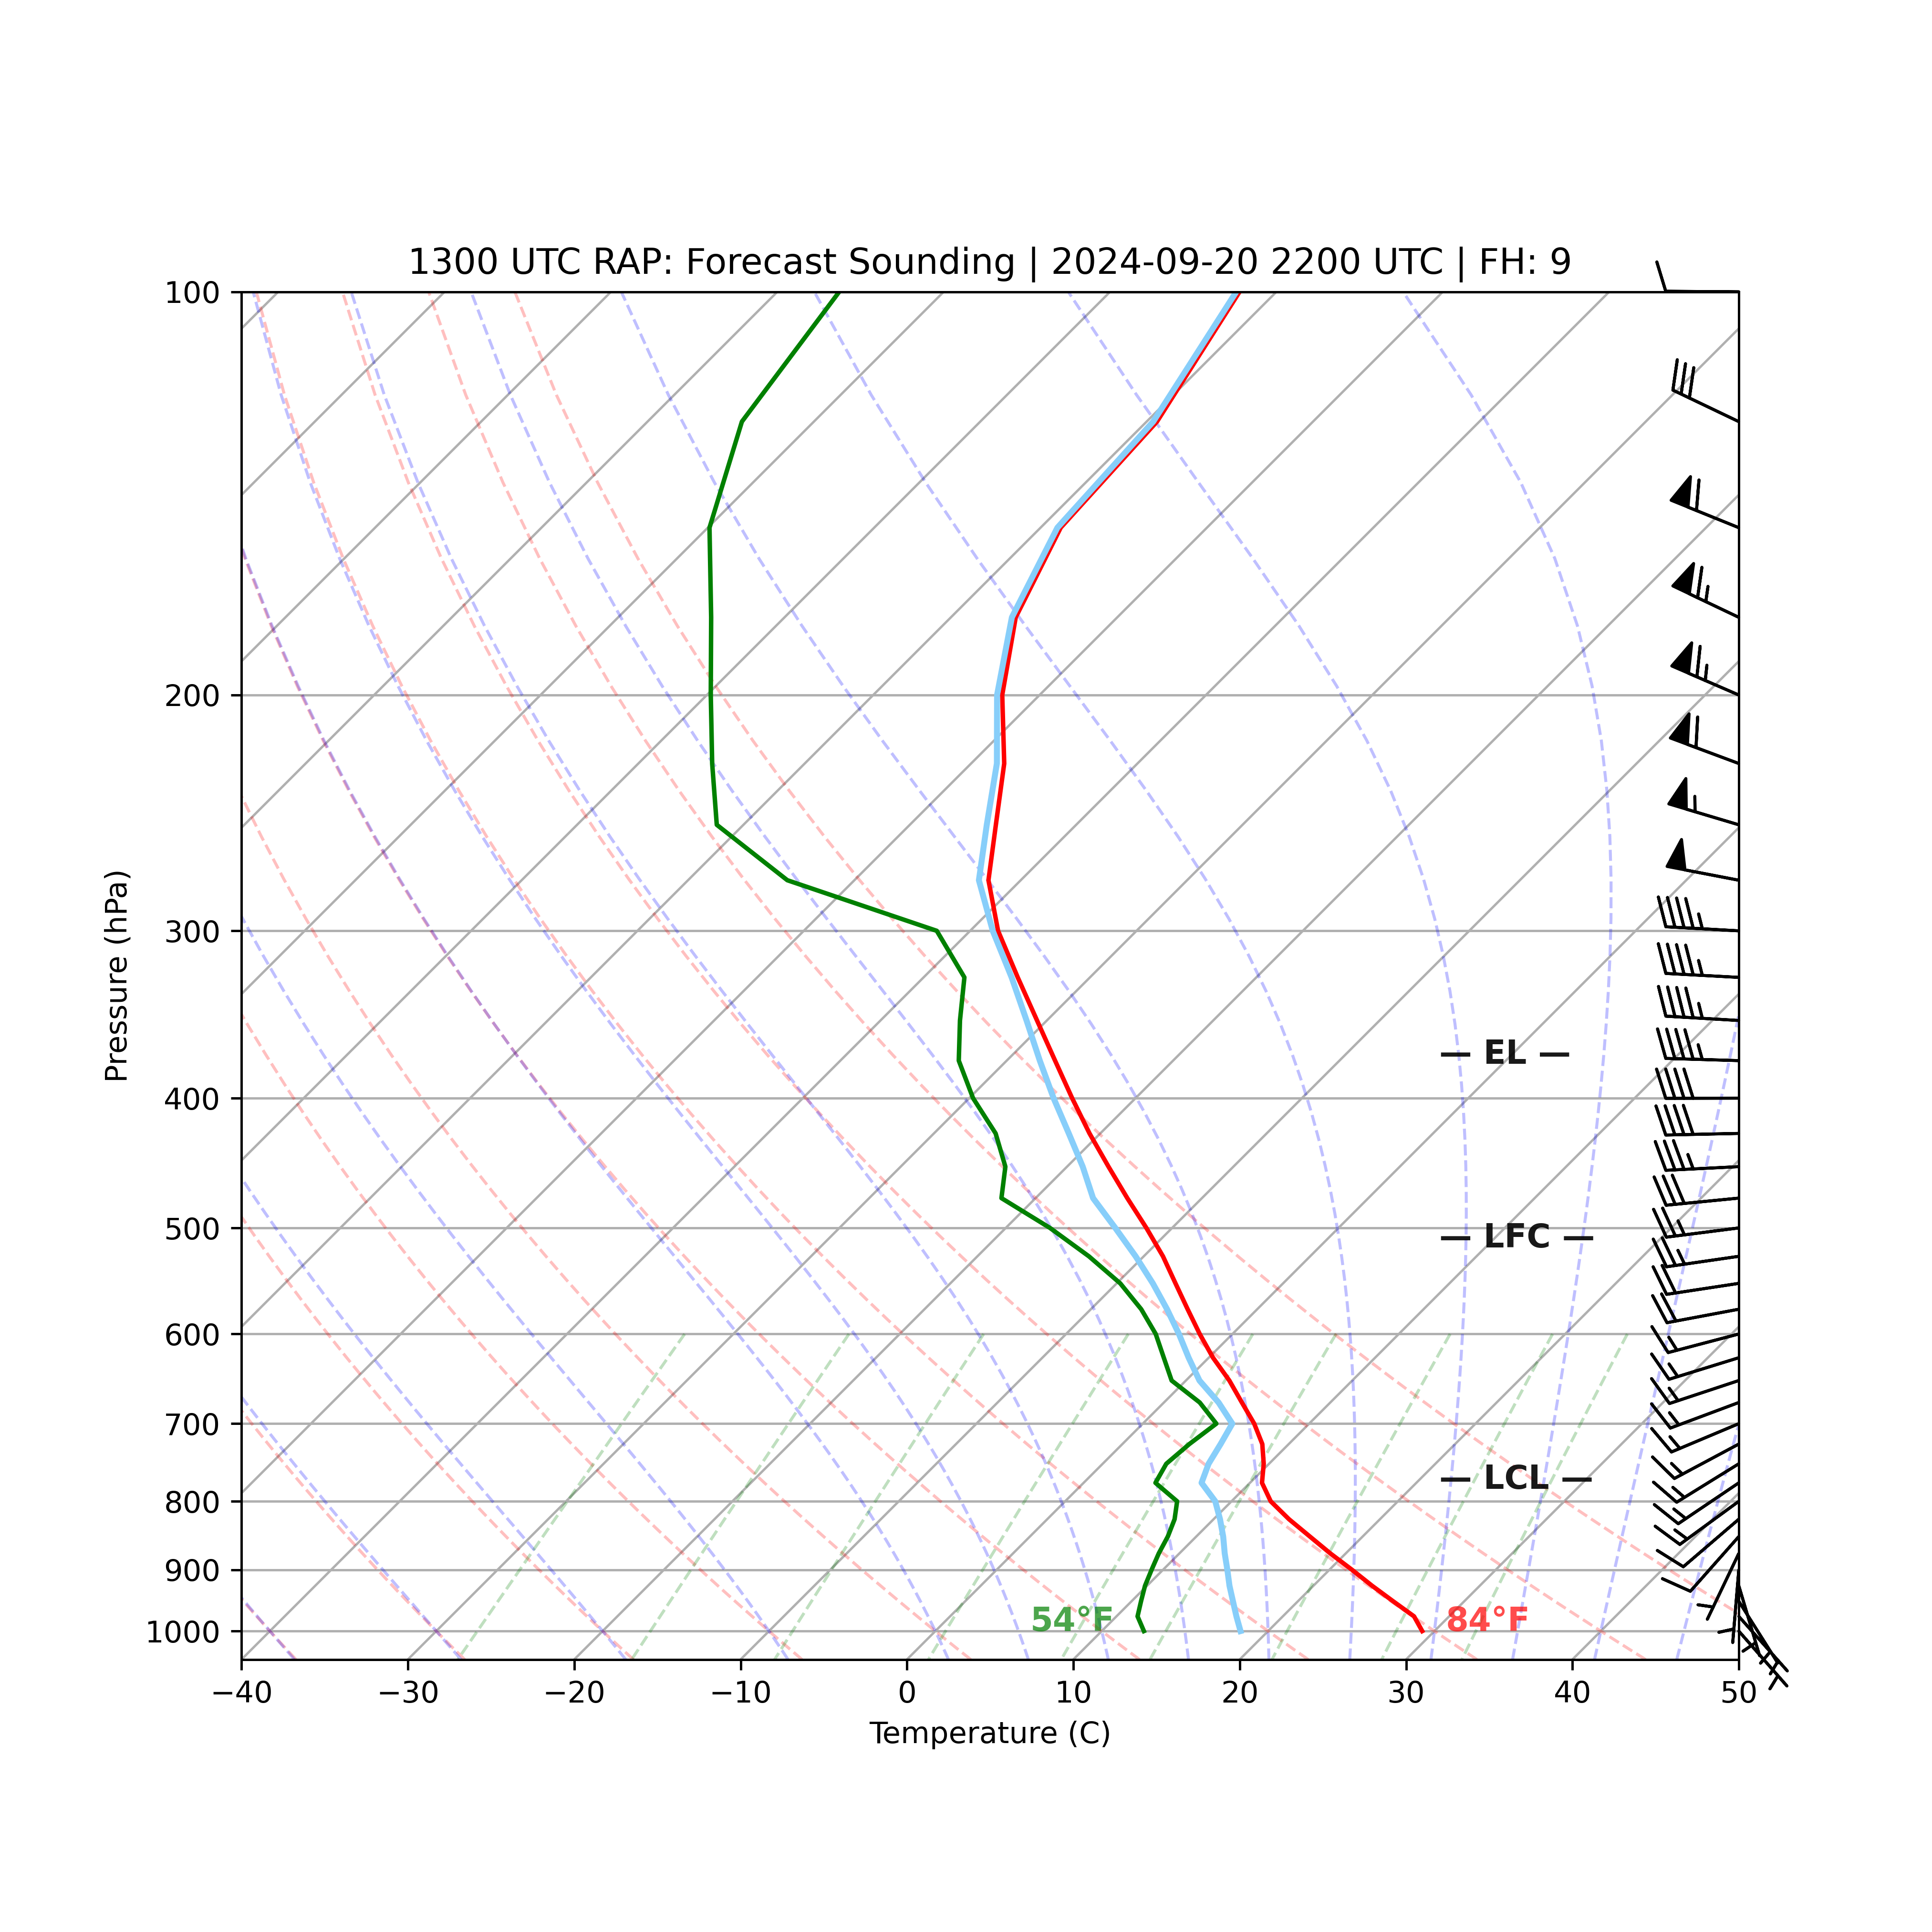 1300 UTC RAP: Forecast Sounding | 2024-09-20 2200 UTC | FH: 9
100
200
300
— EL —
400
500
— LFC —
600
700
— LCL —
800
900
54°F 84°F
1000
Pressure (hPa)
−40 −30 −20 −10 0 10 20 30 40 50
Temperature (C)